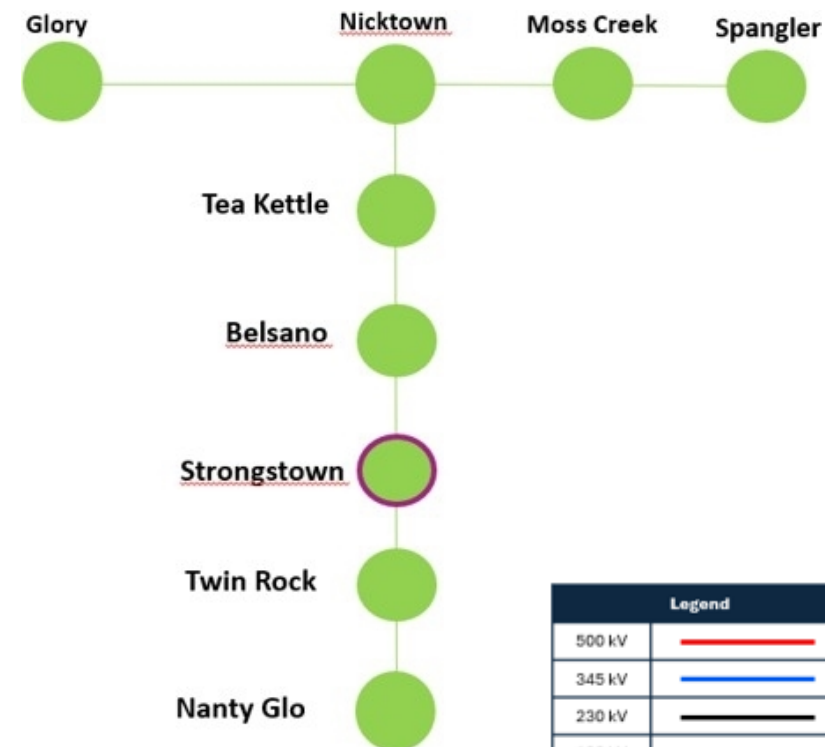 Glory
Nicktown
Moss Creek
Spangler
Tea Kettle
Belsano
Strongstown
Twin Rock
Nanty Glo
Legend
500 kV
345 kV
230 kV